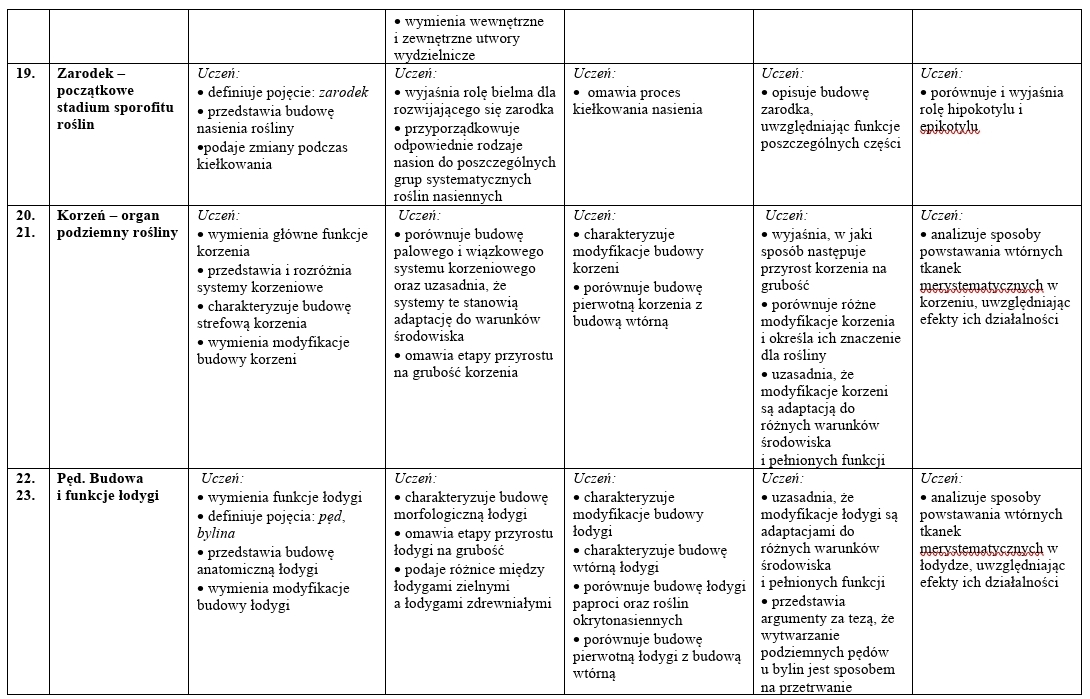 • wymienia wewnętrzne
i zewnętrzne utwory
wydzielnicze
19.
Zarodek –
początkowe
stadium sporofitu
roślin
Uczeń:
• definiuje pojęcie: zarodek
• przedstawia budowę
nasienia rośliny
•podaje zmiany podczas
kiełkowania
Uczeń:
• wyjaśnia rolę bielma dla
rozwijającego się zarodka
• przyporządkowuje
odpowiednie rodzaje
nasion do poszczególnych
grup systematycznych
roślin nasiennych
Uczeń:
• omawia proces
kiełkowania nasienia
Uczeń:
• opisuje budowę
zarodka,
uwzględniając funkcje
poszczególnych części
Uczeń:
• porównuje i wyjaśnia
rolę hipokotylu i
epikotylu
20.
21.
Korzeń – organ
podziemny rośliny
Uczeń:
• wymienia główne funkcje
korzenia
• przedstawia i rozróżnia
systemy korzeniowe
• charakteryzuje budowę
strefową korzenia
• wymienia modyfikacje
budowy korzeni
Uczeń:
• porównuje budowę
palowego i wiązkowego
systemu korzeniowego
oraz uzasadnia, że
systemy te stanowią
adaptację do warunków
środowiska
• omawia etapy przyrostu
na grubość korzenia
Uczeń:
• charakteryzuje
modyfikacje budowy
korzeni
• porównuje budowę
pierwotną korzenia z
budową wtórną
Uczeń:
• wyjaśnia, w jaki
sposób następuje
przyrost korzenia na
grubość
• porównuje różne
modyfikacje korzenia
i określa ich znaczenie
dla rośliny
• uzasadnia, że
modyfikacje korzeni
są adaptacją do
różnych warunków
środowiska
i pełnionych funkcji
Uczeń:
• analizuje sposoby
powstawania wtórnych
tkanek
merystematycznych w
korzeniu, uwzględniając
efekty ich działalności
22.
23.
Pęd. Budowa
i funkcje łodygi
Uczeń:
• wymienia funkcje łodygi
• definiuje pojęcia: pęd,
bylina
• przedstawia budowę
anatomiczną łodygi
• wymienia modyfikacje
budowy łodygi
Uczeń:
• charakteryzuje budowę
morfologiczną łodygi
• omawia etapy przyrostu
łodygi na grubość
• podaje różnice między
łodygami zielnymi
a łodygami zdrewniałymi
Uczeń:
• charakteryzuje
modyfikacje budowy
łodygi
• charakteryzuje budowę
wtórną łodygi
• porównuje budowę łodygi
paproci oraz roślin
okrytonasiennych
• porównuje budowę
pierwotną łodygi z budową
wtórną
Uczeń:
• uzasadnia, że
modyfikacje łodygi są
adaptacjami do
różnych warunków
środowiska
i pełnionych funkcji
• przedstawia
argumenty za tezą, że
wytwarzanie
podziemnych pędów
u bylin jest sposobem
na przetrwanie
Uczeń:
• analizuje sposoby
powstawania wtórnych
tkanek
merystematycznych w
łodydze, uwzględniając
efekty ich działalności